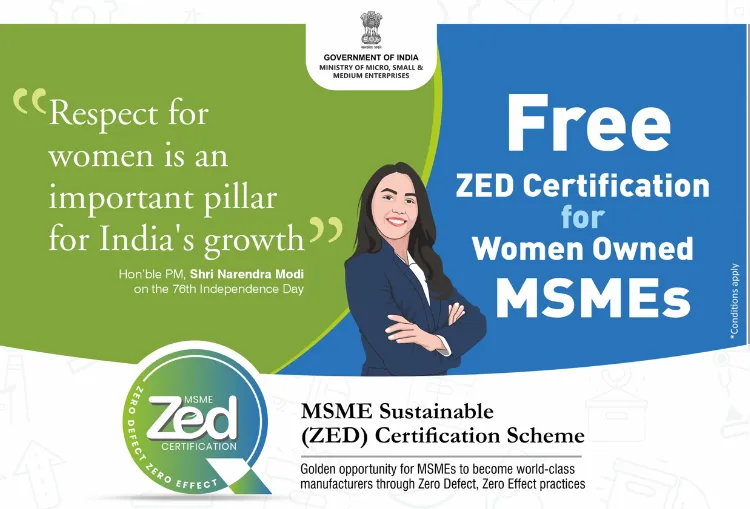 GOVERNMENT OF INDIA
MINISTRY OF MICRO, SMALL &
MEDIUM ENTERPRISES
“Respect for
women is an
important pillar
for India's growth”
Hon'ble PM, Shri Narendra Modi
on the 76th Independence Day
Free
ZED Certification
for
Women Owned
MSMEs
*Conditions apply
MSME
Zed
CERTIFICATION
ZERO DEFECT ZERO EFFECT
MSME Sustainable
(ZED) Certification Scheme
Golden opportunity for MSMEs to become world-class
manufacturers through Zero Defect, Zero Effect practices